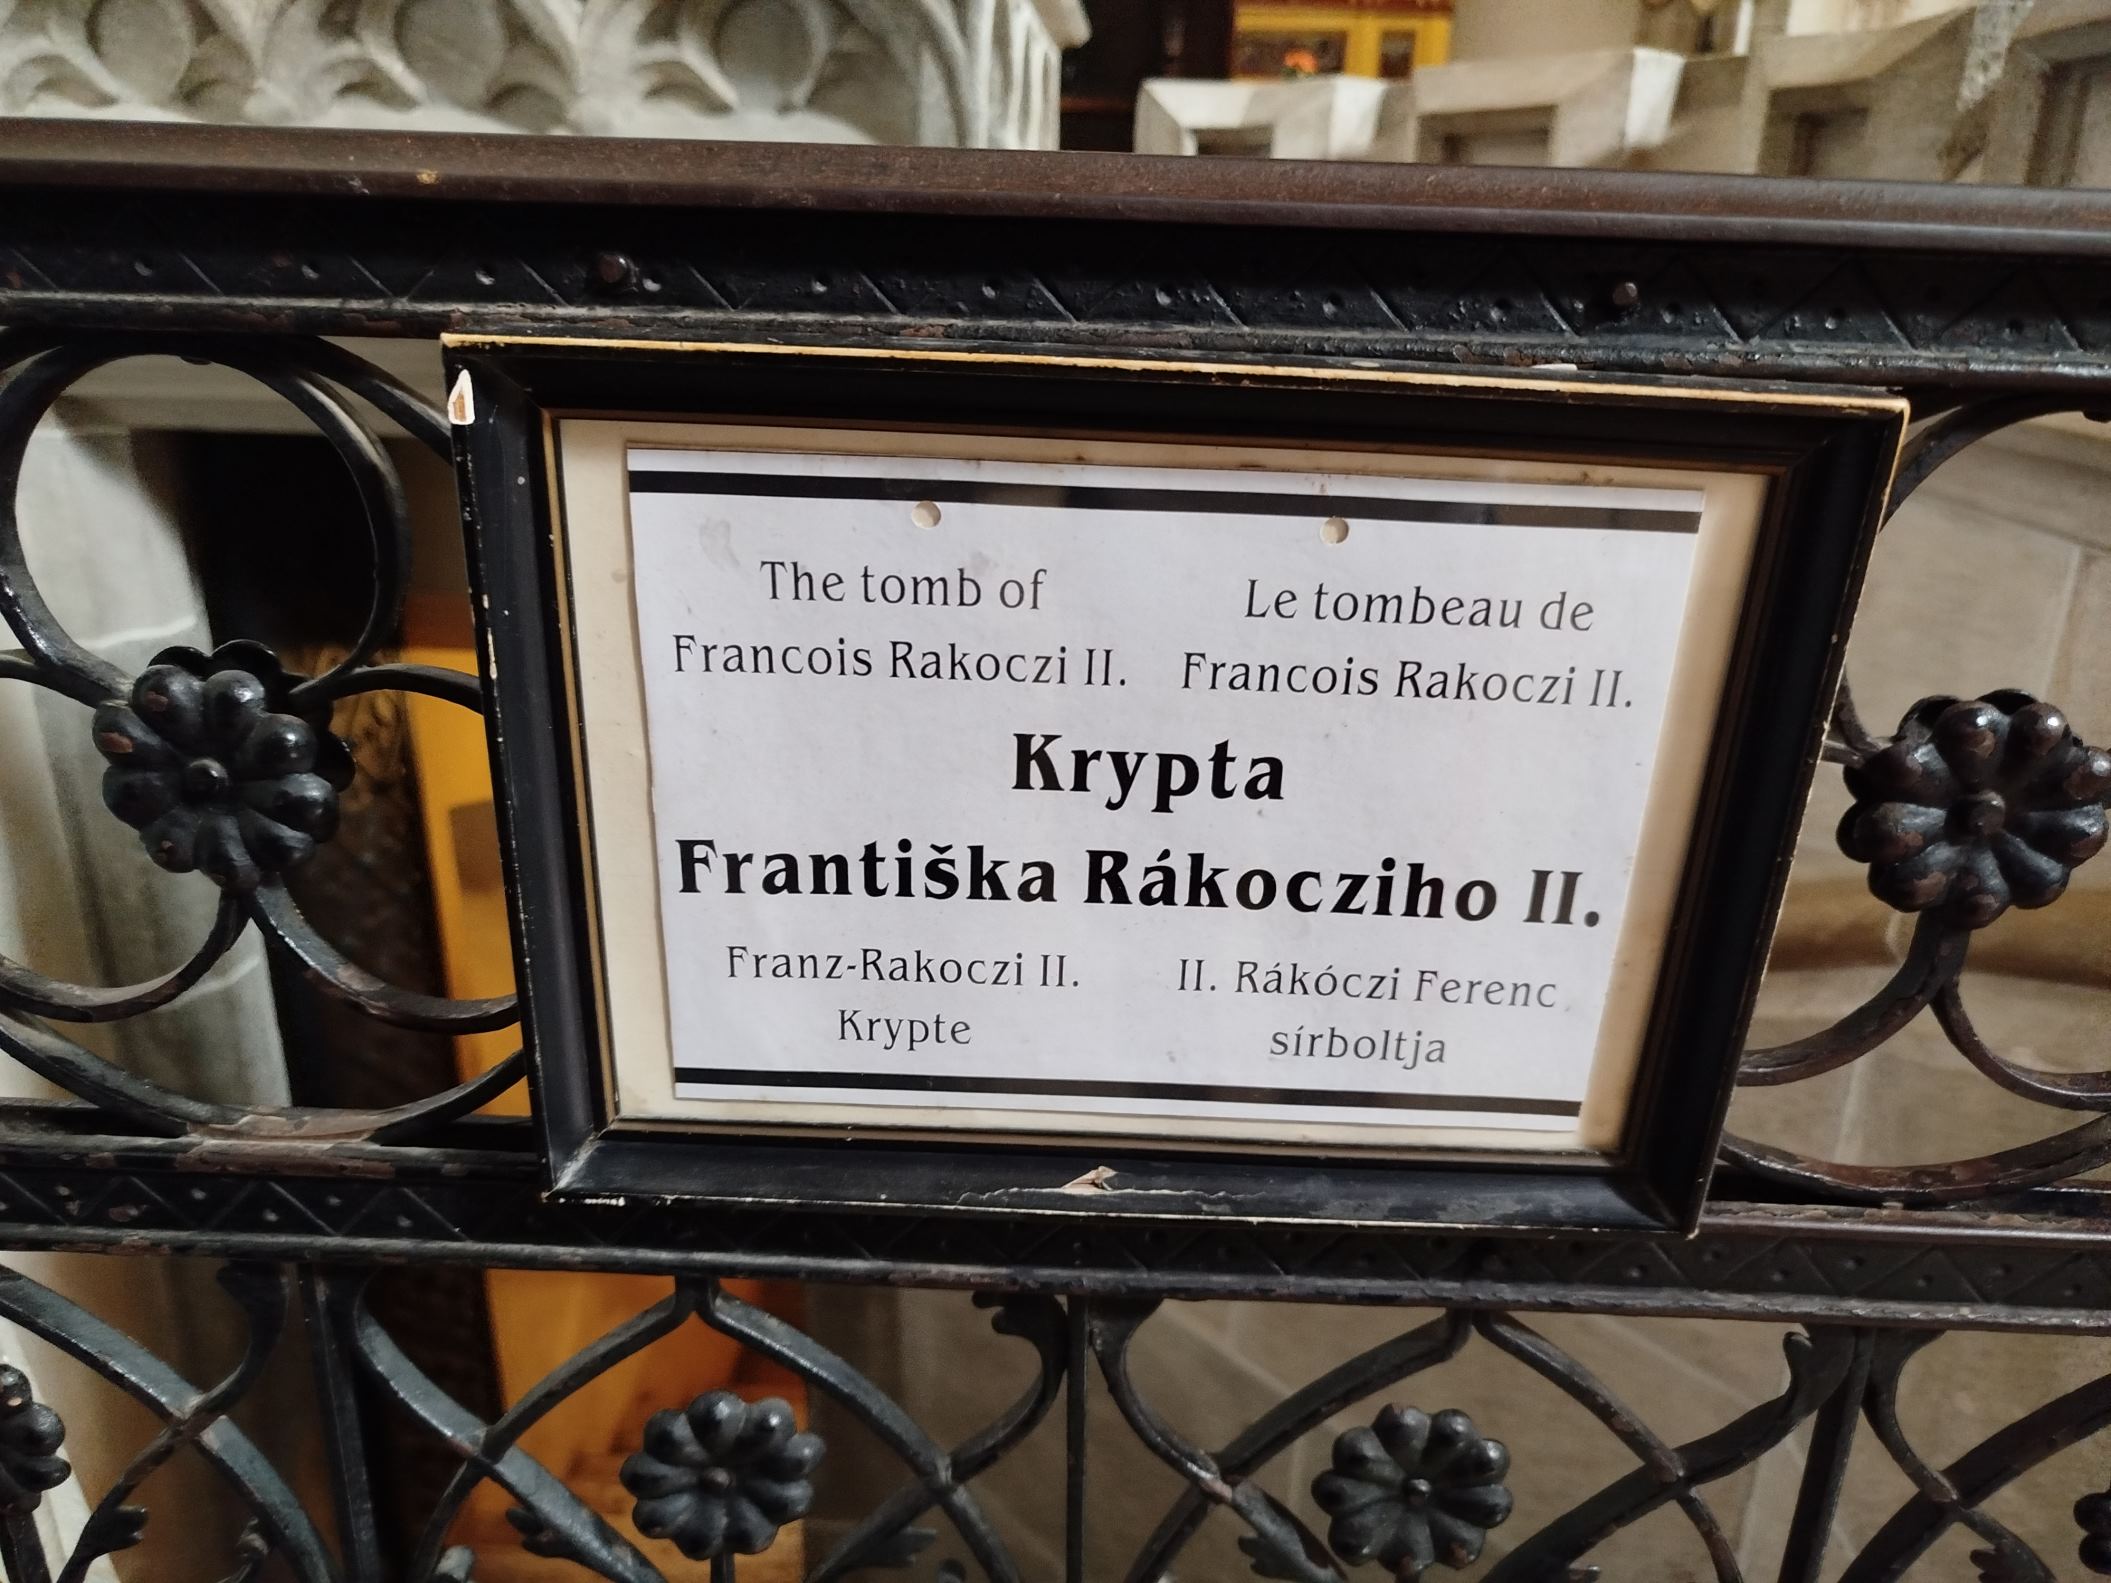 The tomb of
Francois Rakoczi II.
Le tombeau de
Francois Rakoczi II.
Krypta
Františka Rákocziho II.
Franz-Rakoczi II.
Krypte
II. Rákóczi Ferenc
sírboltja